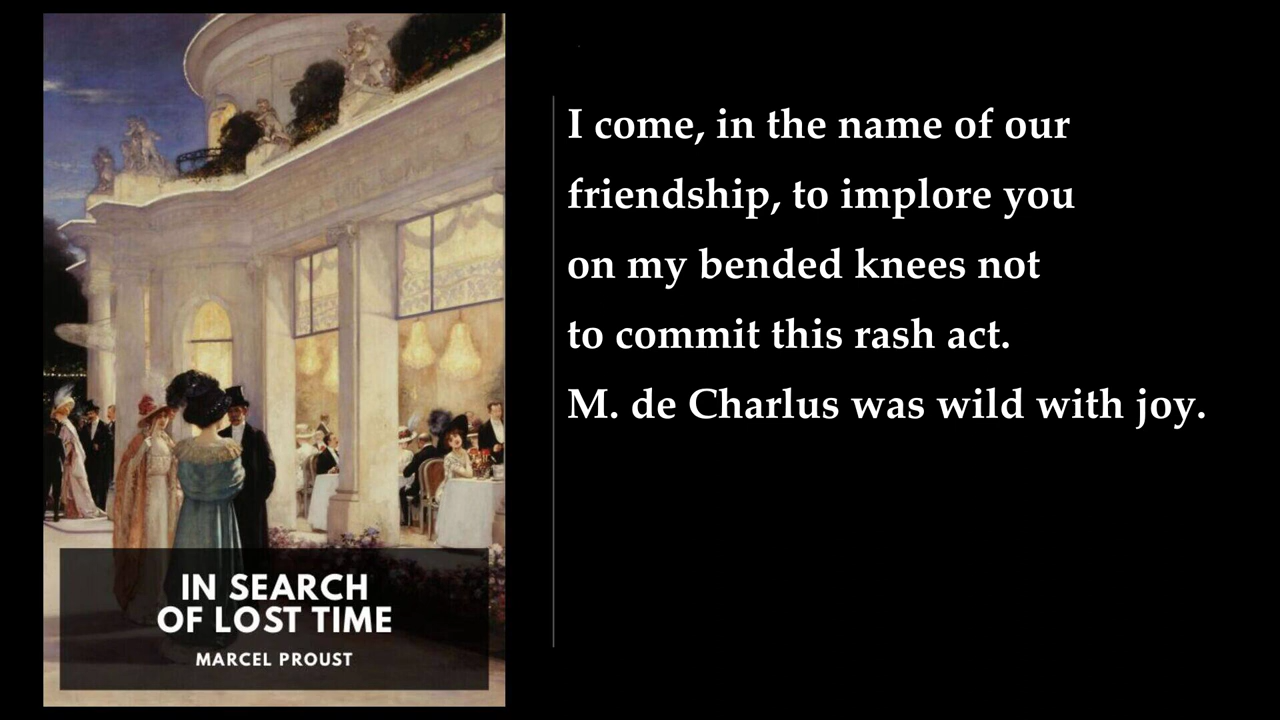 I come, in the name of our
friendship, to implore you
on my bended knees not
to commit this rash act.
M. de Charlus was wild with joy.
IN SEARCH
OF LOST TIME
MARCEL PROUST